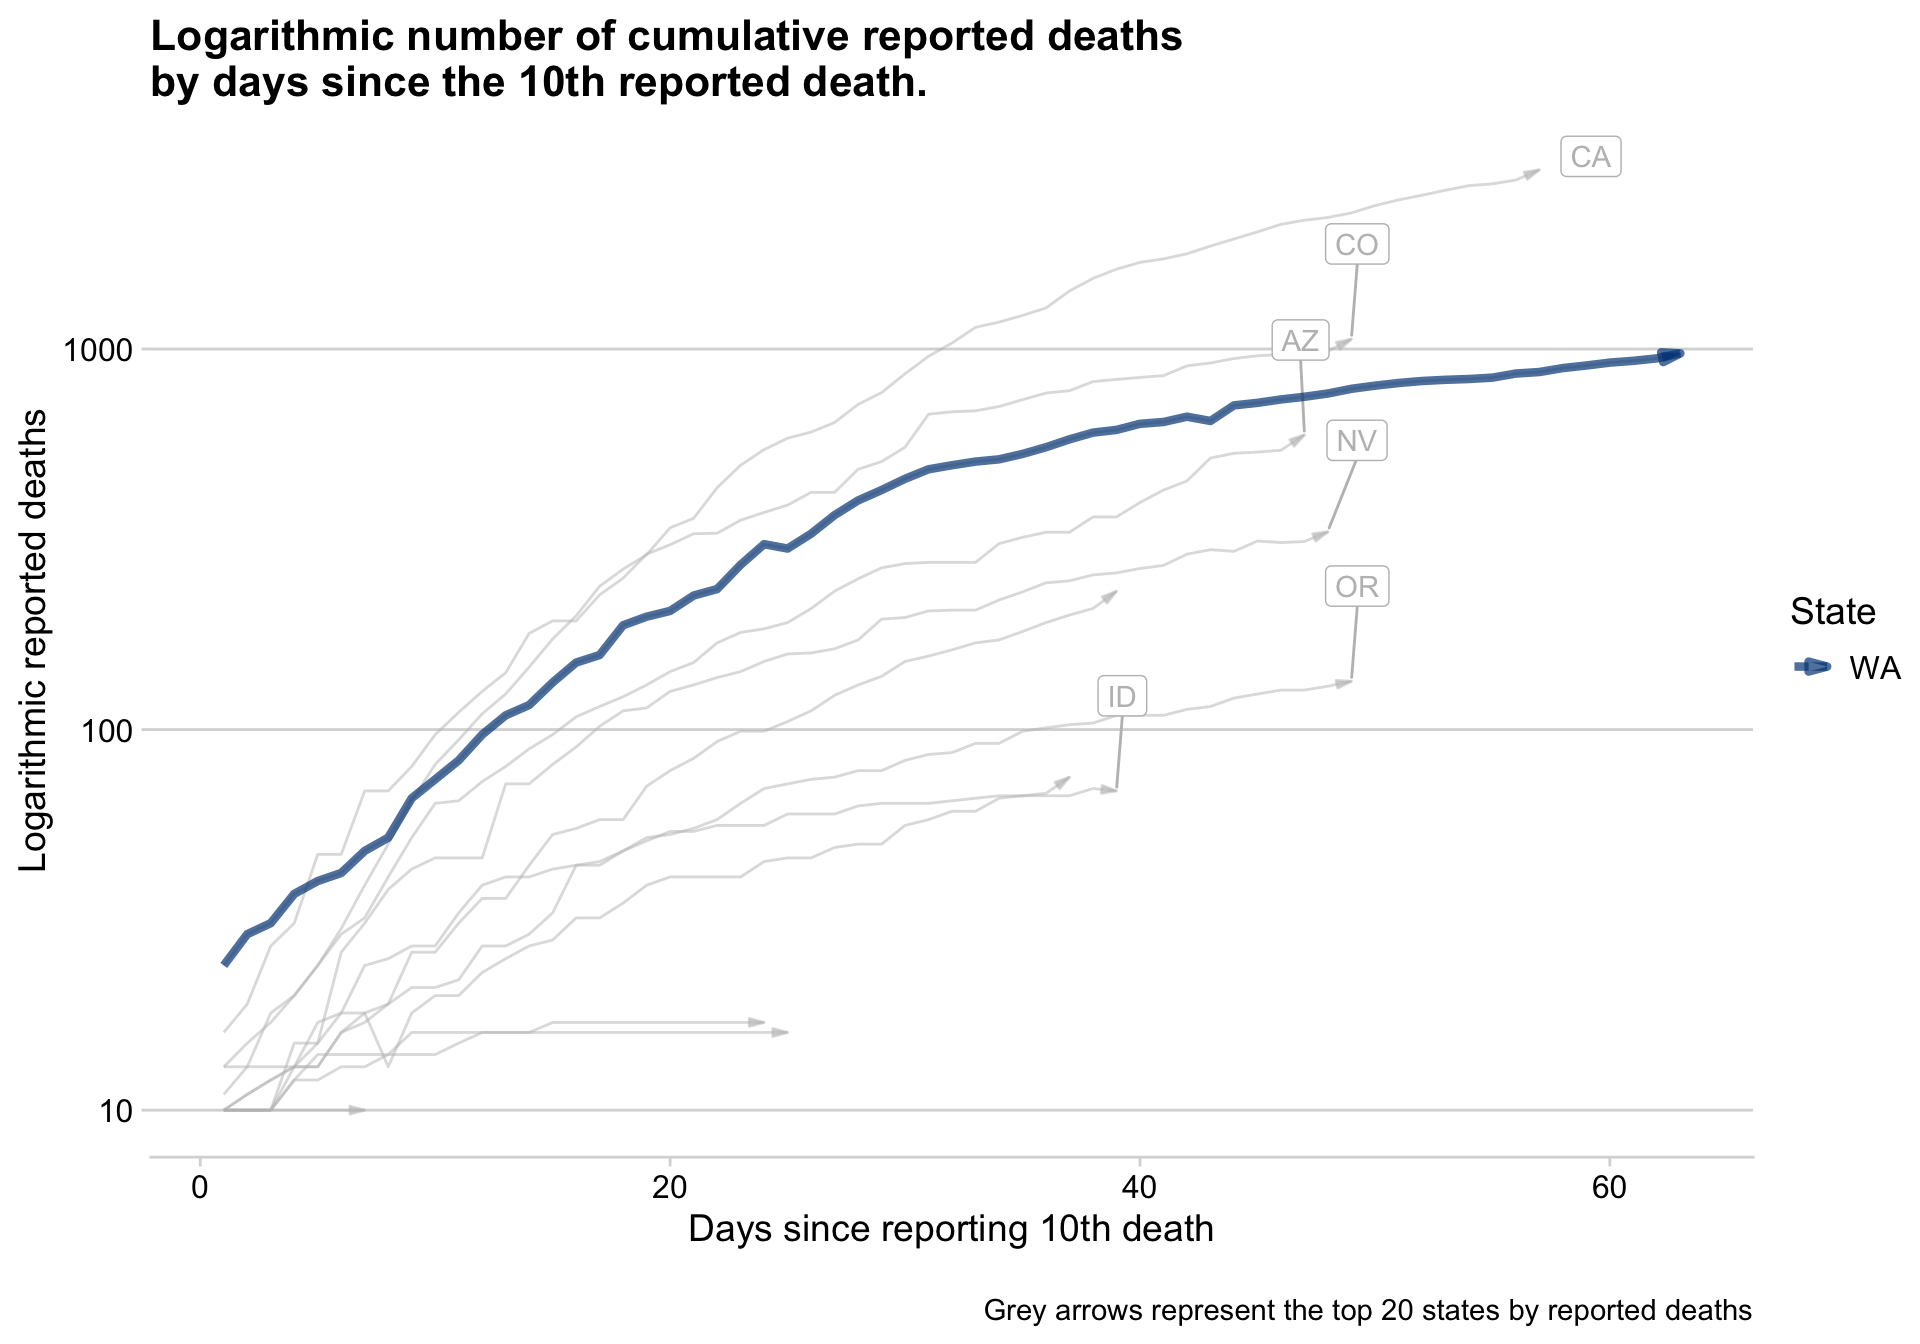 Logarithmic number of cumulative reported deaths
by days since the 10th reported death.
CA
CO
AZ
NV
OR
ID
1000
100
10
Logarithmic reported deaths
0 20 40 60
Days since reporting 10th death
State
WA
Grey arrows represent the top 20 states by reported deaths